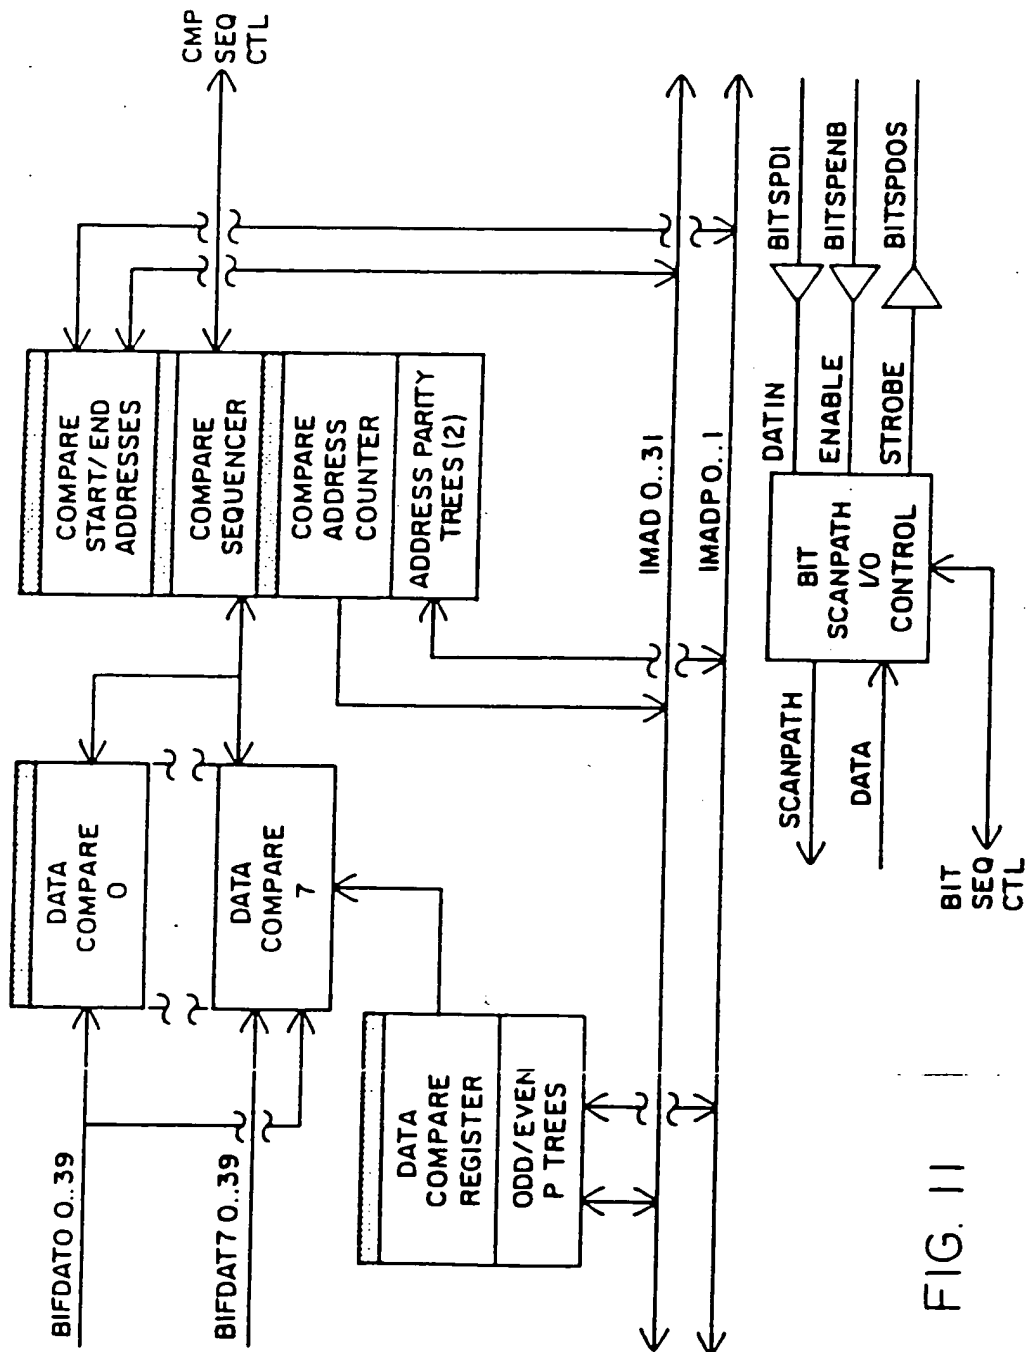 BIFDAT0 0..39
BIFDAT7 0..39
DATA
COMPARE
0
DATA
COMPARE
7
DATA
COMPARE
REGISTER
ODD/EVEN
P TREES
COMPARE
START/END
ADDRESSES
COMPARE
SEQUENCER
COMPARE
ADDRESS
COUNTER
ADDRESS PARITY
TREES (2)
CMP
SEQ
CTL
IMAD 0..31
IMADP 0..1
SCANPATH
DATA
BIT
SCANPATH
I/O
CONTROL
DATIN
ENABLE
STROBE
BITSPDI
BITSPENB
BITSPDOS
BIT
SEQ
CTL
FIG. 11